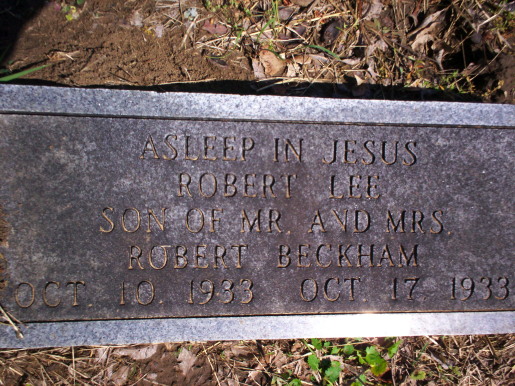 ASLEEP IN JESUS
ROBERT LEE
SON OF MR. AND MRS.
ROBERT BECKHAM
OCT. 10. 1933 OCT 17 1933